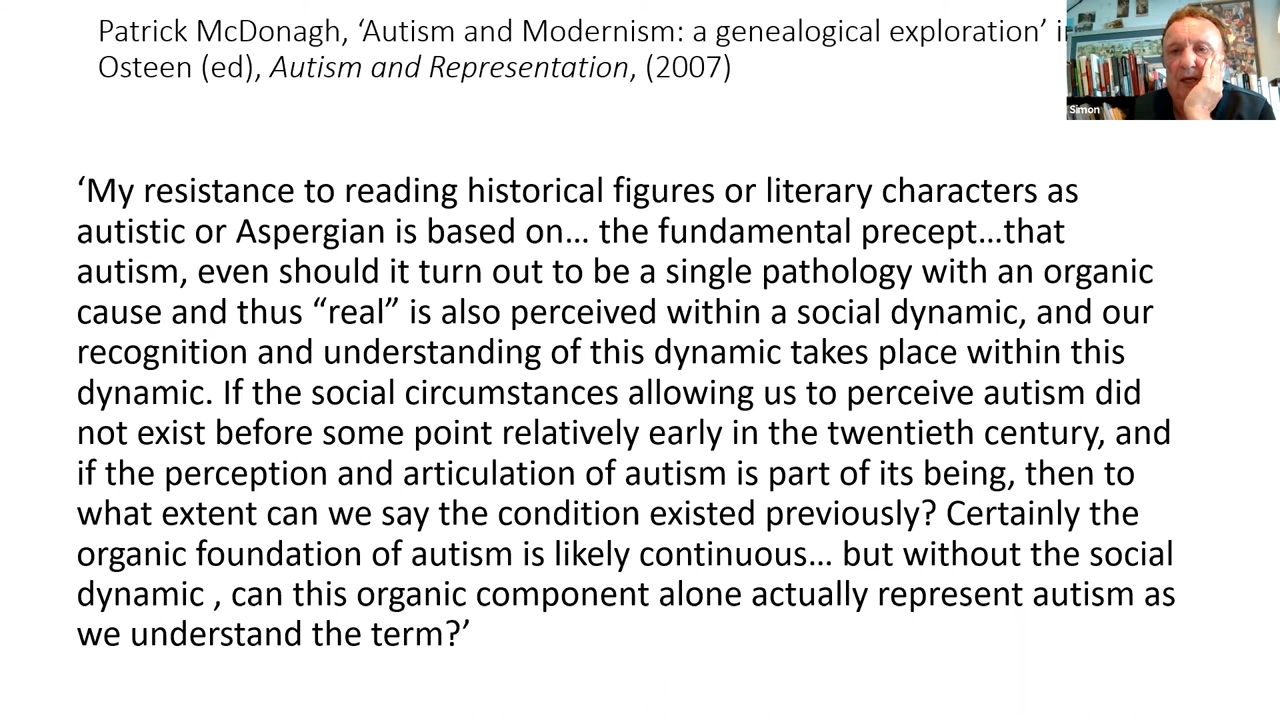 Patrick McDonagh, ‘Autism and Modernism: a genealogical exploration’
Osteen (ed), Autism and Representation, (2007)
Simon
‘My resistance to reading historical figures or literary characters as
autistic or Aspergian is based on… the fundamental precept…that
autism, even should it turn out to be a single pathology with an organic
cause and thus “real” is also perceived within a social dynamic, and our
recognition and understanding of this dynamic takes place within this
dynamic. If the social circumstances allowing us to perceive autism did
not exist before some point relatively early in the twentieth century, and
if the perception and articulation of autism is part of its being, then to
what extent can we say the condition existed previously? Certainly the
organic foundation of autism is likely continuous… but without the social
dynamic , can this organic component alone actually represent autism as
we understand the term?’